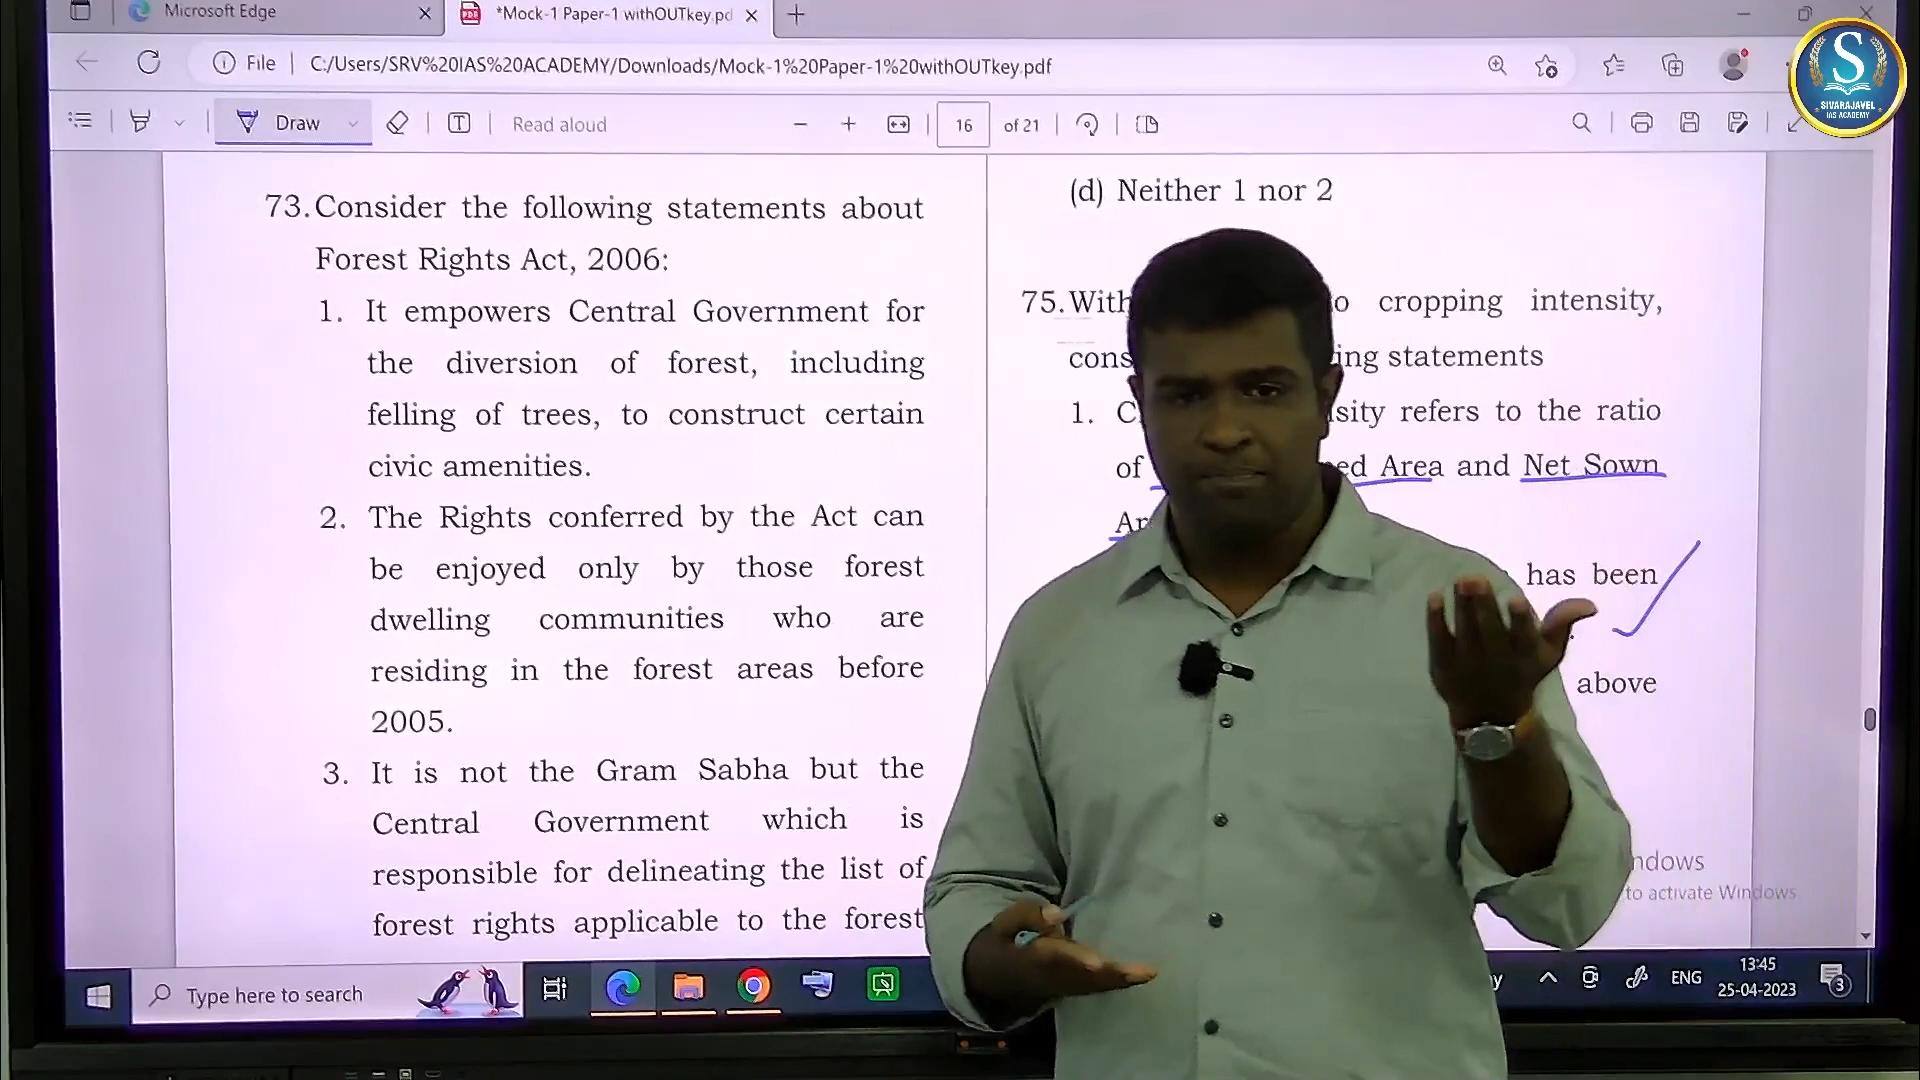 Microsoft Edge
*Mock-1 Paper-1 withOUTkey.pd
File
C:/Users/SRV%20IAS%20ACADEMY/Downloads/Mock-1%20Paper-1%20withOUTkey.pdf
S
SIVARAJAVEL
IAS ACADEMY
Draw
Read aloud
16 of 21
73. Consider the following statements about
Forest Rights Act, 2006:
1. It empowers Central Government for
the diversion of forest, including
felling of trees, to construct certain
civic amenities.
2. The Rights conferred by the Act can
be enjoyed only by those forest
dwelling communities who are
residing in the forest areas before
2005.
3. It is not the Gram Sabha but the
Central Government which is
responsible for delineating the list of
forest rights applicable to the forest
(d) Neither 1 nor 2
75. With cropping intensity,
statements
1. refers to the ratio
of Area and Net Sown
has been
above
to activate Windows
Type here to search
ENG
13:45
25-04-2023
3